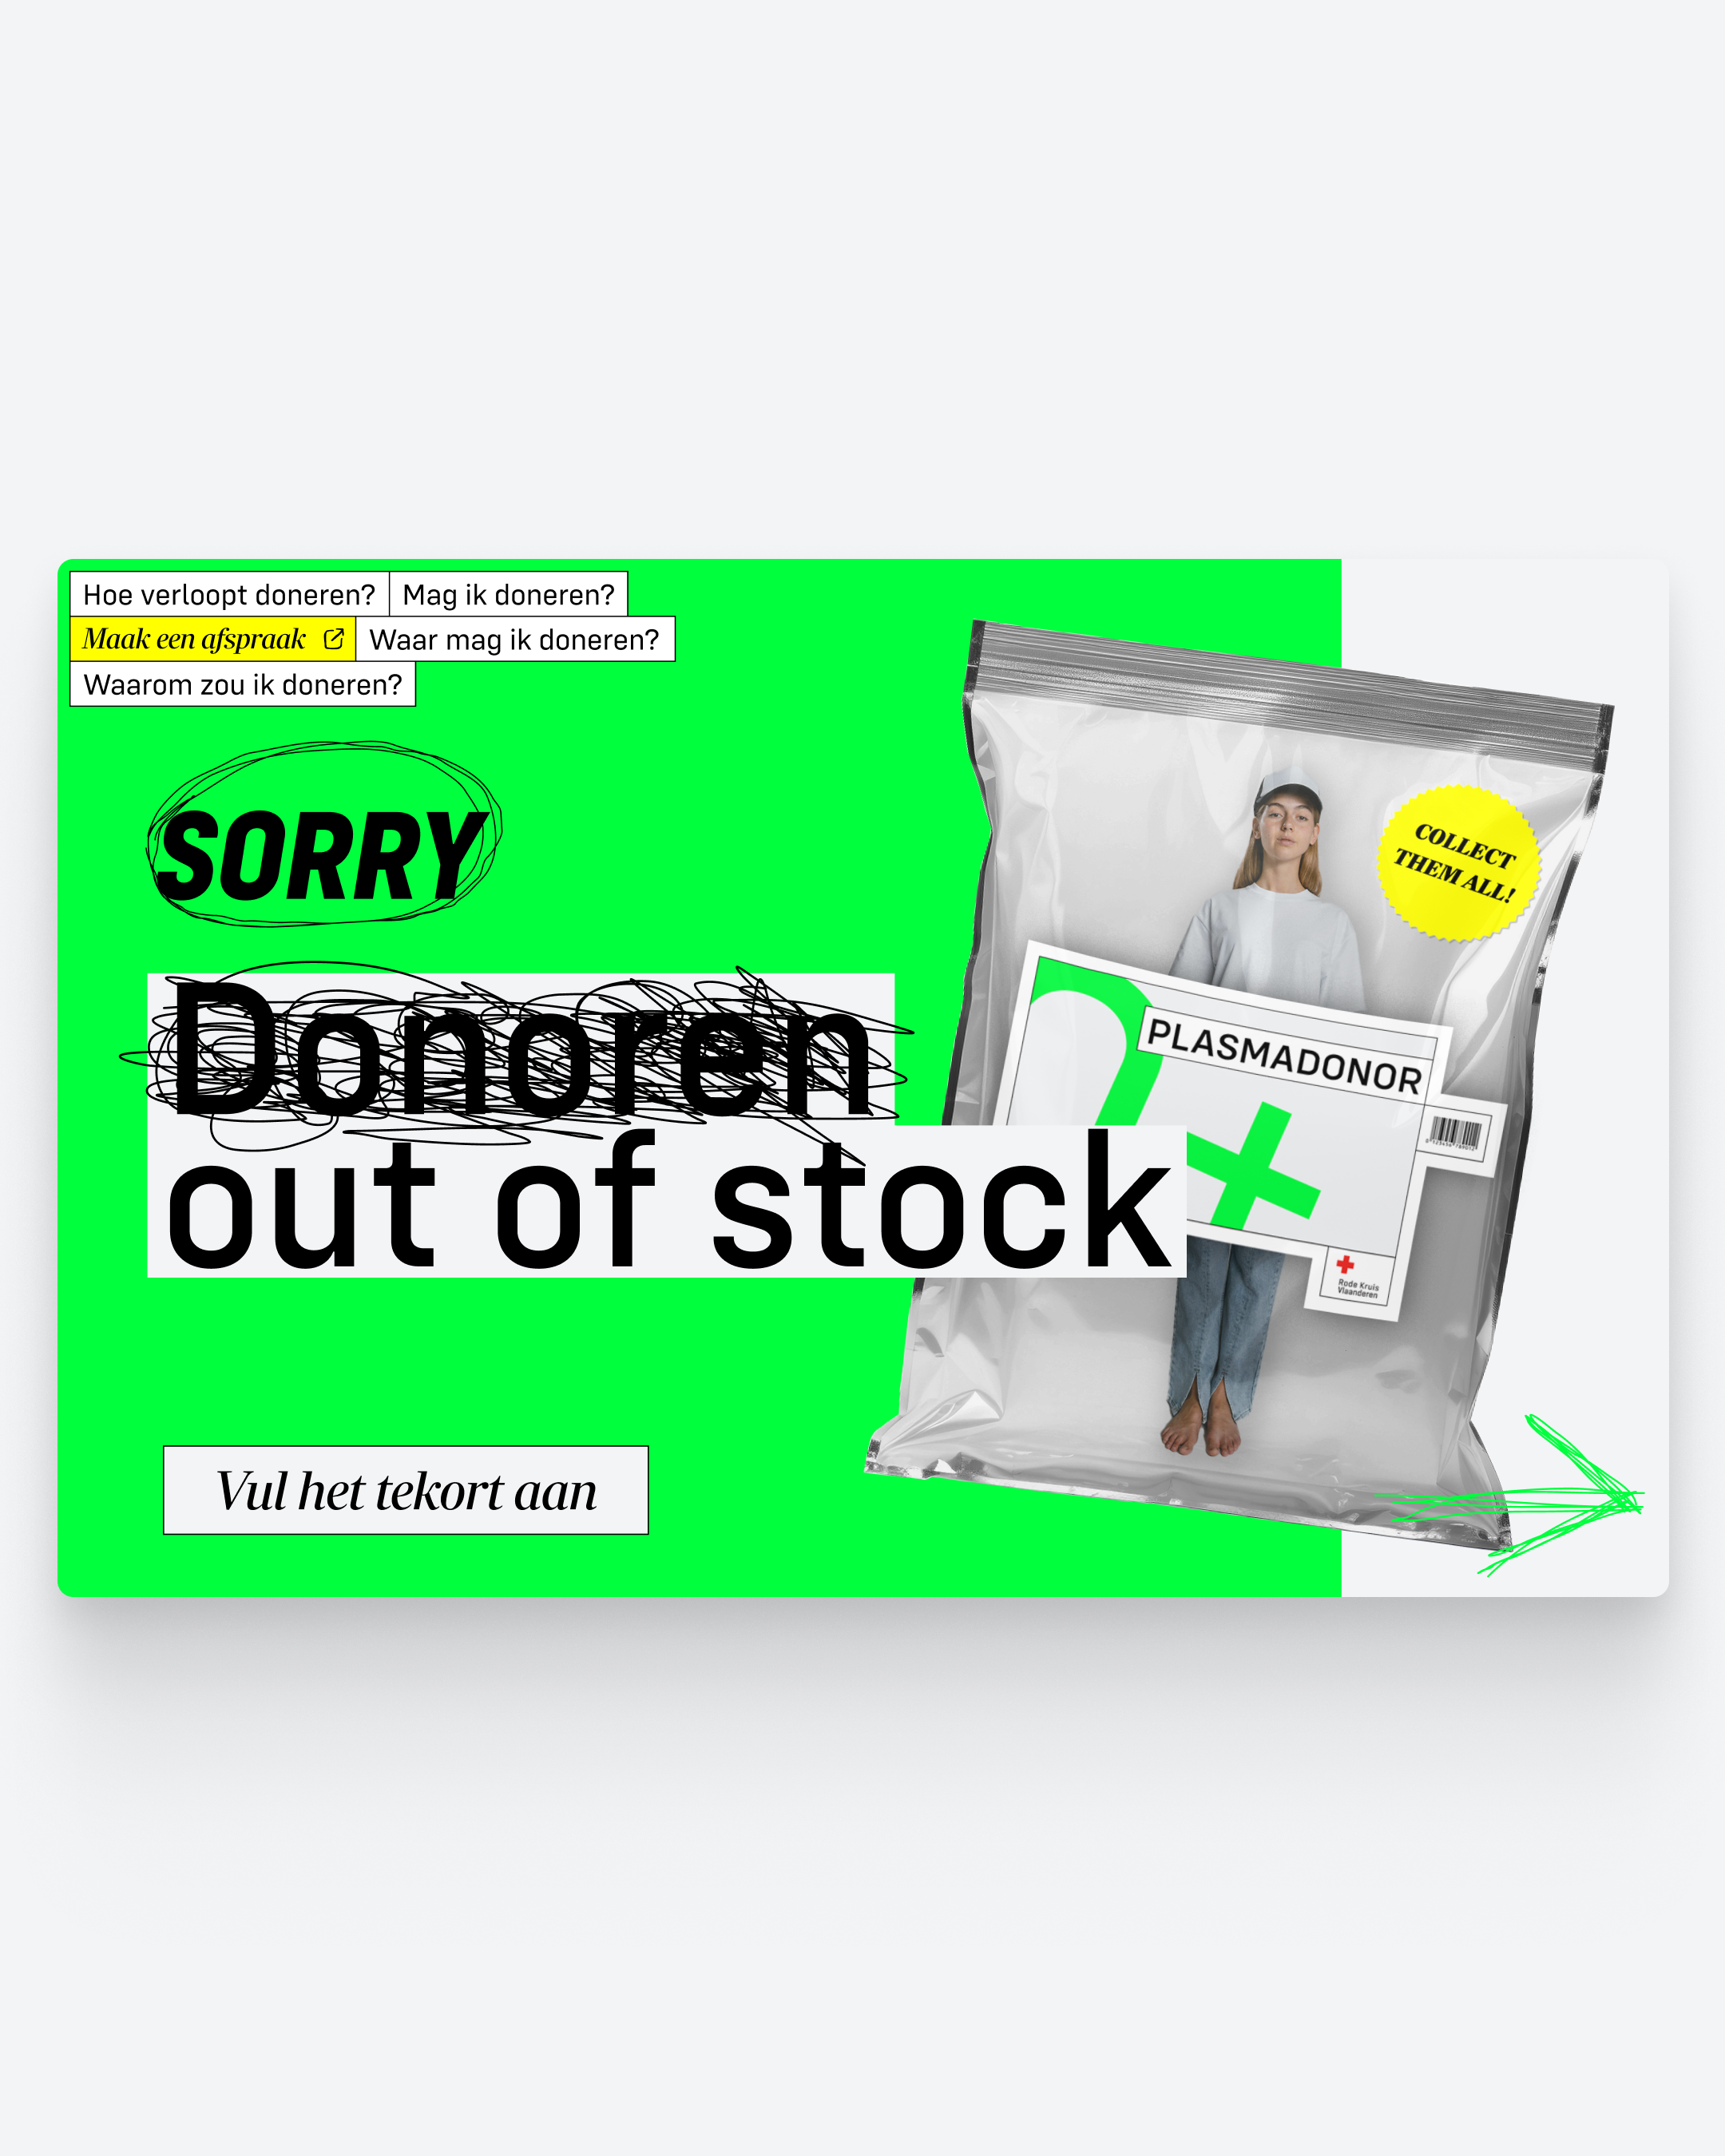 Hoe verloopt doneren?
Mag ik doneren?
Maak een afspraak
Waar mag ik doneren?
Waarom zou ik doneren?
SORRY
Donoren
out of stock
Vul het tekort aan
COLLECT
THEM ALL!
PLASMADONOR
Rode Kruis
Vlaanderen